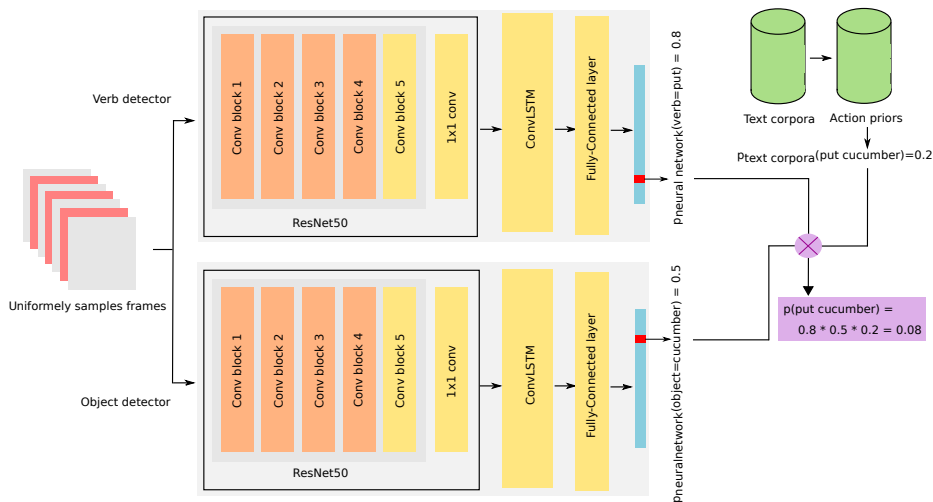 Verb detector
Conv block 1
Conv block 2
Conv block 3
Conv block 4
Conv block 5
1x1 conv
ResNet50
ConvLSTM
Fully-Connected layer
Pneural network(verb=put) = 0.8
Text corpora
Action priors
Ptext corpora(put cucumber)=0.2
Uniformely samples frames
Object detector
Conv block 1
Conv block 2
Conv block 3
Conv block 4
Conv block 5
1x1 conv
ResNet50
ConvLSTM
Fully-Connected layer
Pneuralnetwork(object=cucumber) = 0.5
p(put cucumber) =
0.8 * 0.5 * 0.2 = 0.08